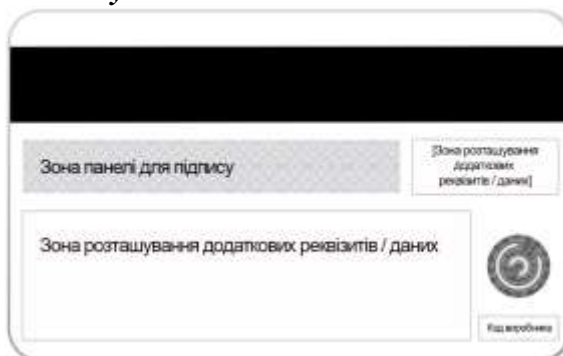 Зона панелі для підпису
[Зона розташування
додаткових
реквізитів / даних]
Зона розташування додаткових реквізитів / даних
Код виробника